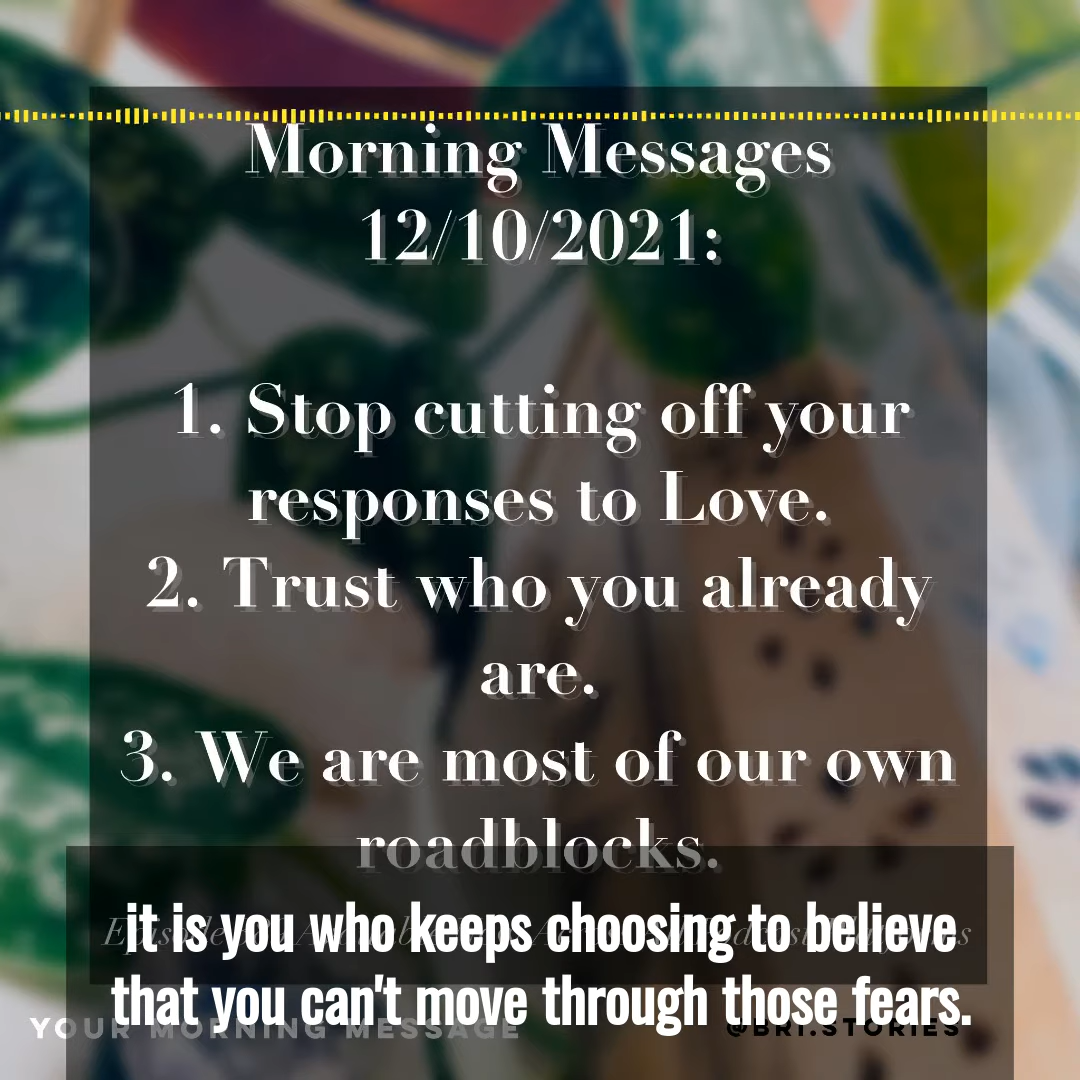 Morning Messages
12/10/2021:
1. Stop cutting off your
responses to Love.
2. Trust who you already
are.
3. We are most of our own
roadblocks.
it is you who keeps choosing to believe
that you can't move through those fears.
YOUR MORNING MESSAGE
@BRI.STORIES